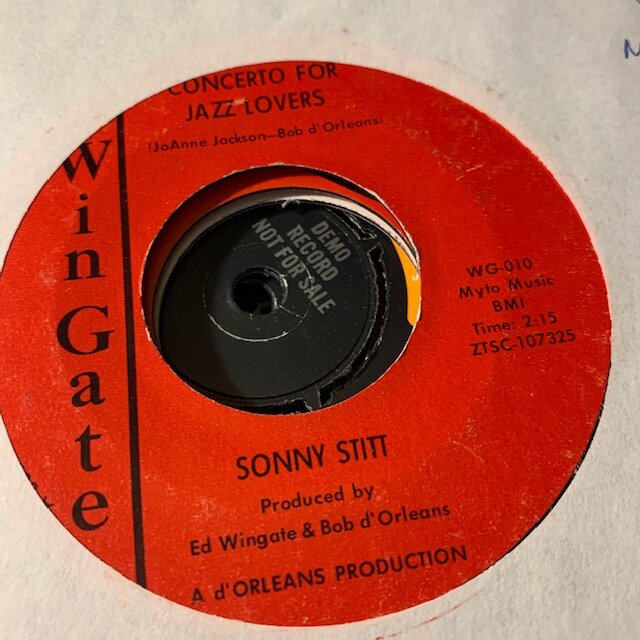 CONCERTO FOR
JAZZ LOVERS
(JoAnne Jackson—Bob d'Orleans)
WinGate
DEMO
RECORD
NOT FOR SALE
WG-010
Myto Music
BMI
Time: 2:15
ZTSC-107325
SONNY STITT
Produced by
Ed Wingate & Bob d'Orleans
A d'ORLEANS PRODUCTION